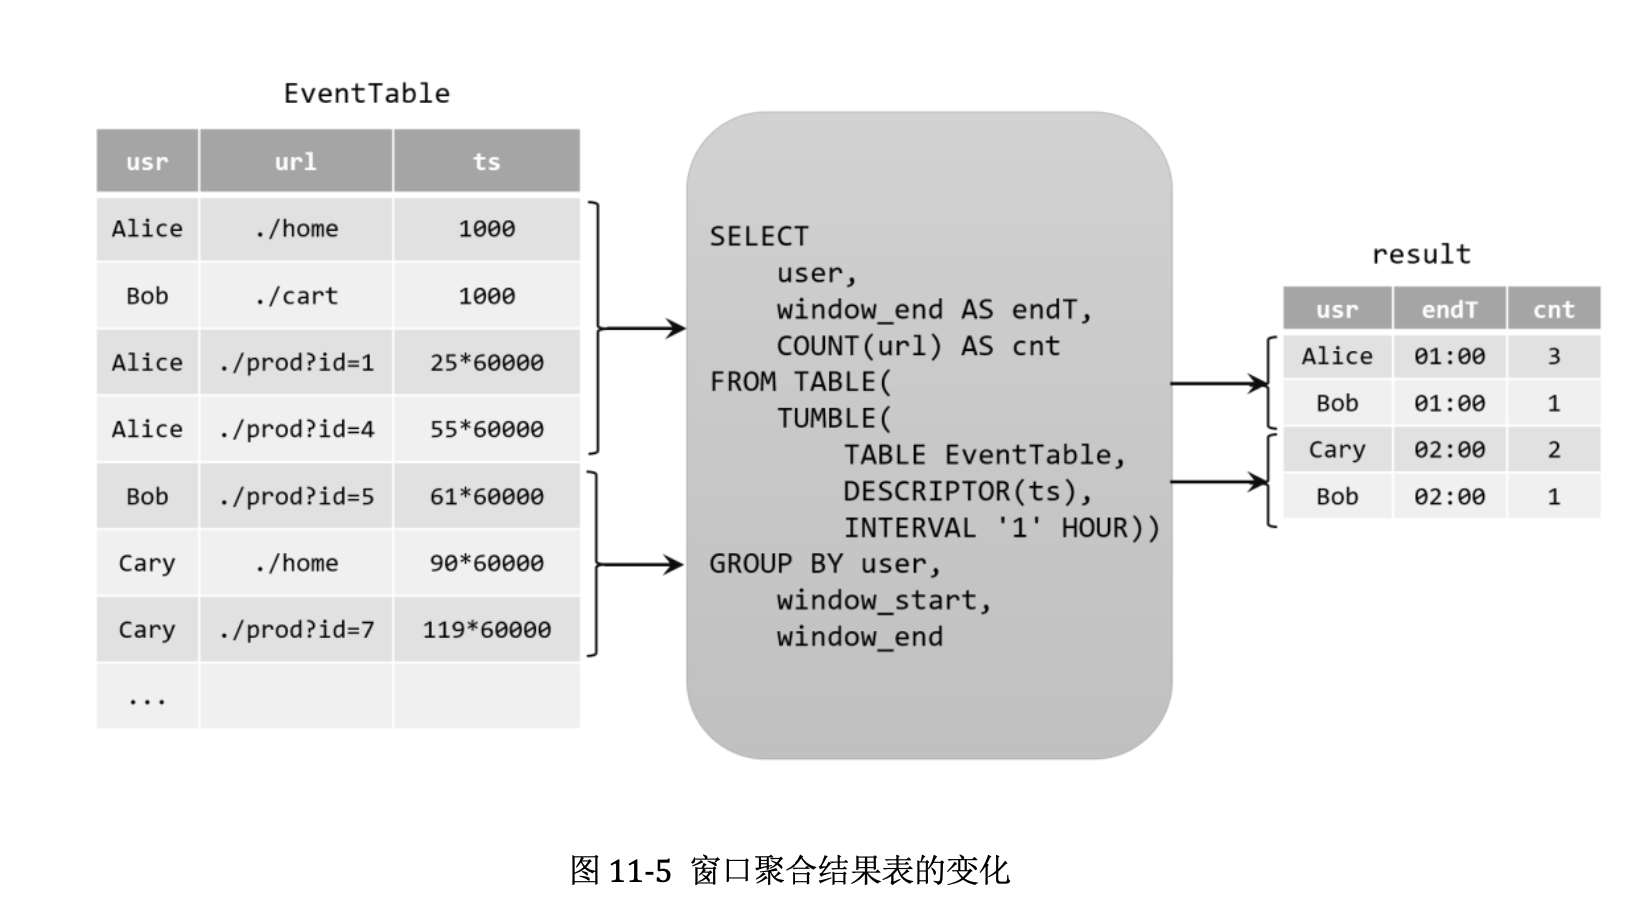 EventTable
usr url ts
Alice ./home 1000
Bob ./cart 1000
Alice ./prod?id=1 25*60000
Alice ./prod?id=4 55*60000
Bob ./prod?id=5 61*60000
Cary ./home 90*60000
Cary ./prod?id=7 119*60000
...
SELECT
user,
window_end AS endT,
COUNT(url) AS cnt
FROM TABLE(
TUMBLE(
TABLE EventTable,
DESCRIPTOR(ts),
INTERVAL '1' HOUR))
GROUP BY user,
window_start,
window_end
result
usr endT cnt
Alice 01:00 3
Bob 01:00 1
Cary 02:00 2
Bob 02:00 1
图 11-5 窗口聚合结果表的变化